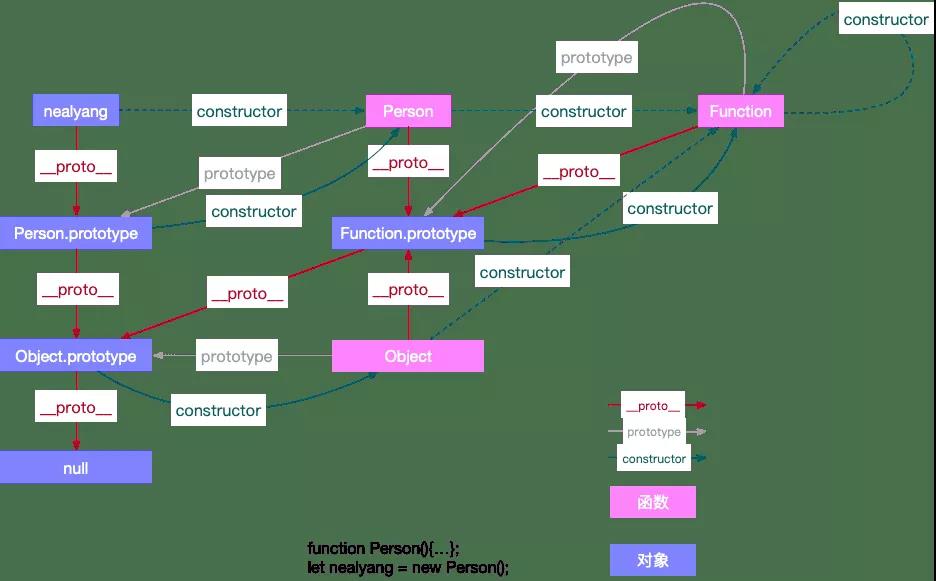 constructor
prototype
nealyang
constructor
Person
constructor
Function
__proto__
prototype
__proto__
__proto__
constructor
constructor
Person.prototype
Function.prototype
constructor
__proto__
__proto__
__proto__
Object.prototype
prototype
Object
__proto__
constructor
__proto__
prototype
constructor
null
函数
function Person(){...};
let nealyang = new Person();
对象